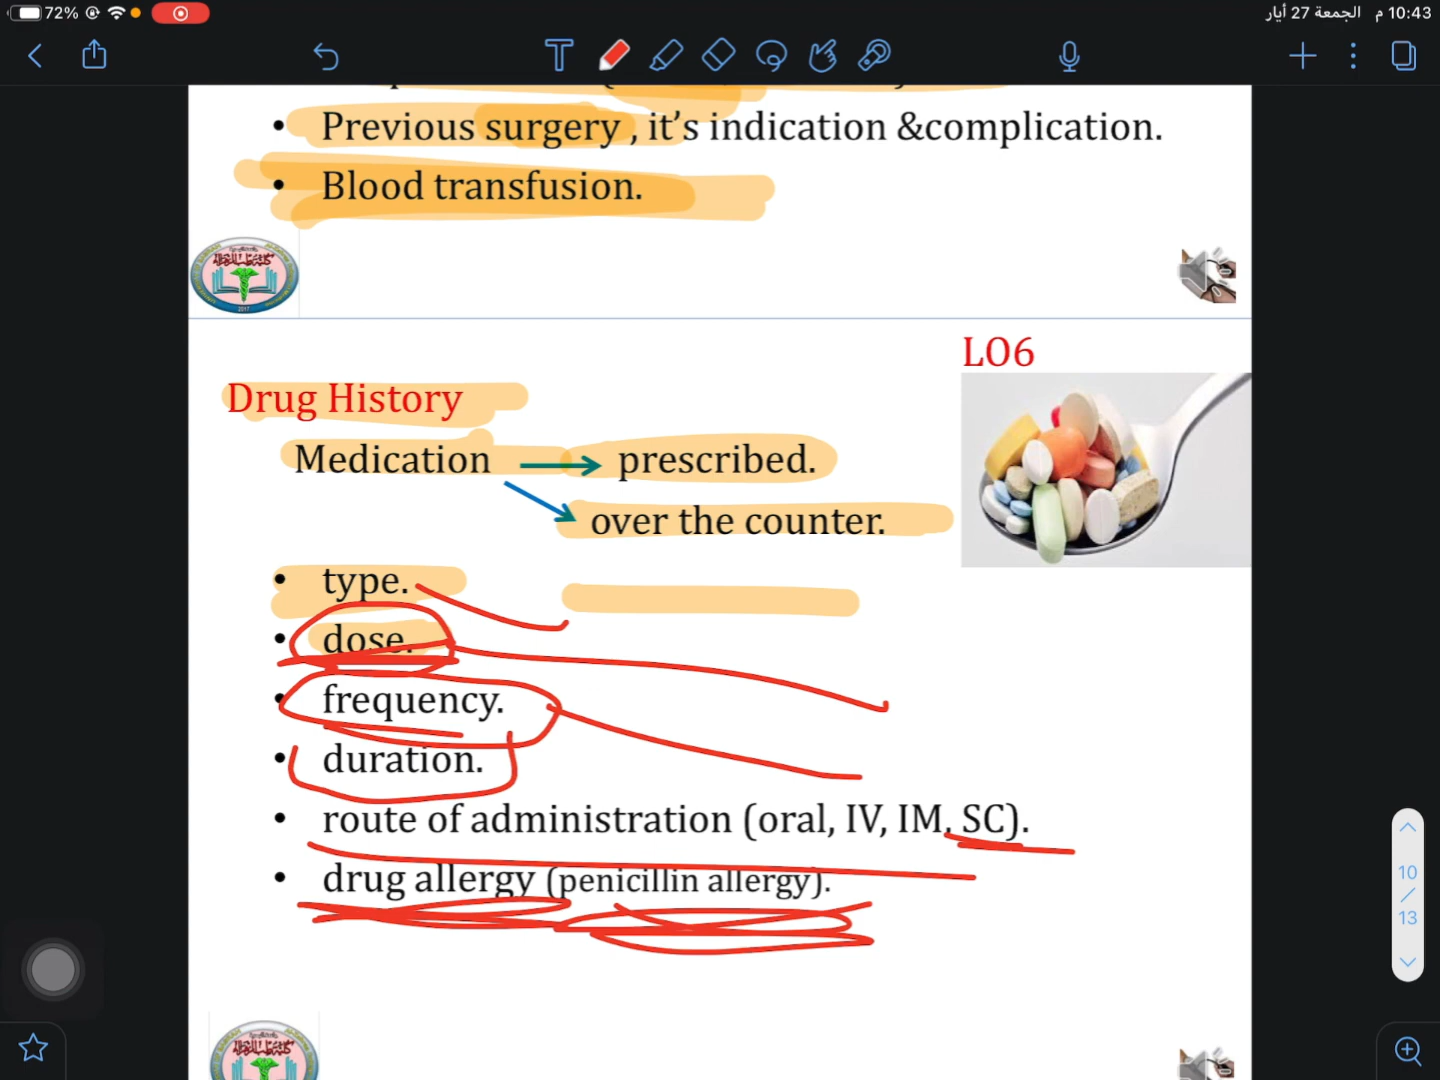 72%
10:43 م الجمعة 27 أيار
• Previous surgery , it’s indication &complication.
• Blood transfusion.
2017
LO6
Drug History
Medication → prescribed.
over the counter.
• type.
• dose.
• frequency.
• duration.
• route of administration (oral, IV, IM, SC).
• drug allergy (penicillin allergy).
10
/
13